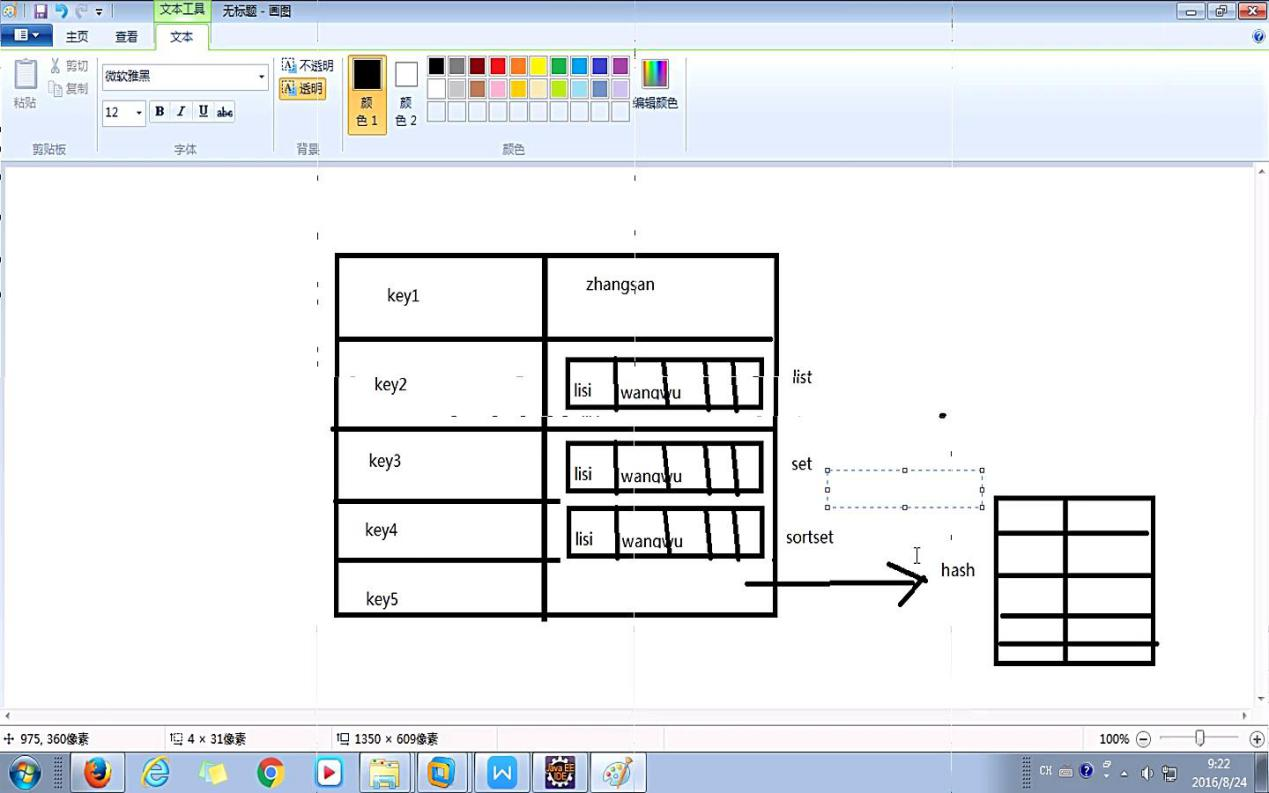 文本工具 无标题 - 画图
主页 查看 文本
粘贴
剪切
复制
剪贴板
微软雅黑
12 B I U abc
字体
不透明
透明
背景
颜色 1
颜色 2
编辑颜色
颜色
key1 zhangsan
key2 lisi wangwu list
key3 lisi wangwu set
key4 lisi wangwu sortset
key5 hash
975, 360像素 4 × 31像素 1350 × 609像素 100%
W Java EE IDE CH 9:22
2016/8/24